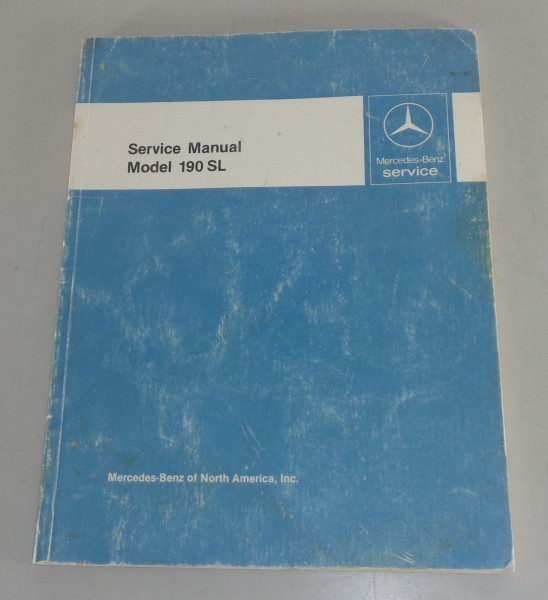 Service Manual
Model 190 SL
Mercedes-Benz
service
Mercedes-Benz of North America, Inc.